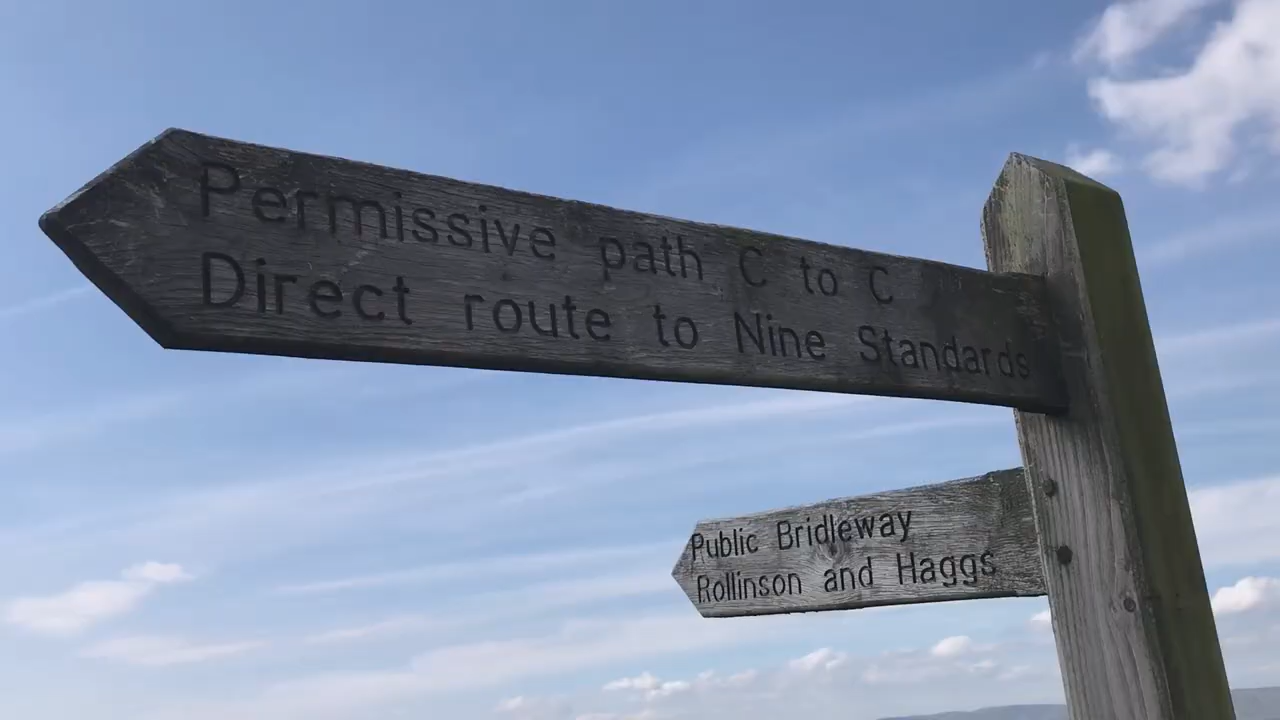 Permissive path C to C
Direct route to Nine Standards
Public Bridleway
Rollinson and Haggs